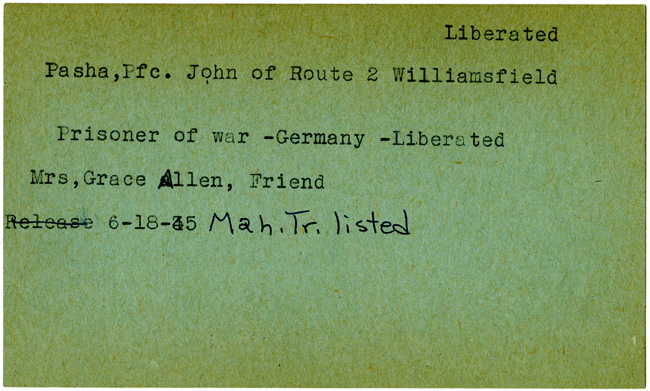 Liberated
Pasha,Pfc. John of Route 2 Williamsfield
Prisoner of war -Germany -Liberated
Mrs,Grace Allen, Friend
Release 6-18-45 Mah. Tr. listed